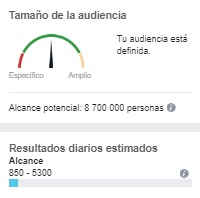 Tamaño de la audiencia
Tu audiencia está
definida.
Específico
Amplio
Alcance potencial: 8 700 000 personas
Resultados diarios estimados
Alcance
850 - 5300